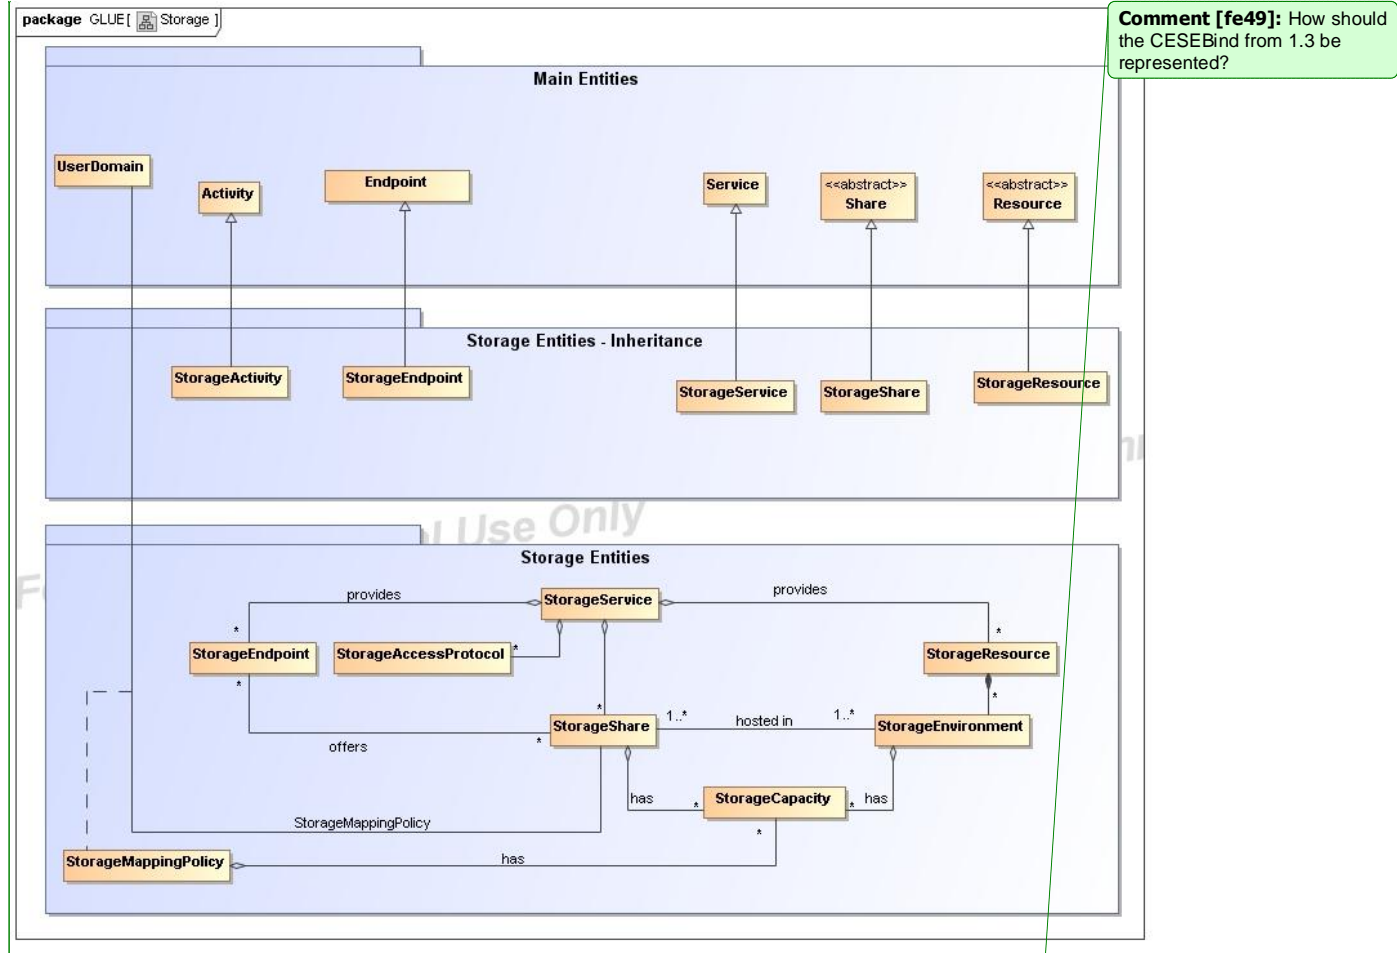 package GLUE[ Storage ]
Comment [fe49]: How should
the CESEBind from 1.3 be
represented?
Main Entities
UserDomain
Activity
Endpoint
Service
<<abstract>>
Share
<<abstract>>
Resource
Storage Entities - Inheritance
StorageActivity
StorageEndpoint
StorageService
StorageShare
StorageResource
Use Only
Storage Entities
provides
StorageService
provides
*
*
StorageEndpoint
StorageAccessProtocol
*
StorageResource
*
*
*
StorageShare
1..*
hosted in
1..*
StorageEnvironment
offers
*
has
*
StorageCapacity
*
has
StorageMappingPolicy
*
StorageMappingPolicy
has